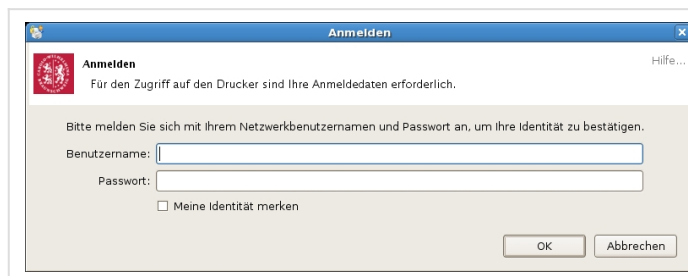 Anmelden
Anmelden
Hilfe...
Für den Zugriff auf den Drucker sind Ihre Anmeldedaten erforderlich.
Bitte melden Sie sich mit Ihrem Netzwerkbenutzernamen und Passwort an, um Ihre Identität zu bestätigen.
Benutzername:
Passwort:
Meine Identität merken
OK
Abbrechen